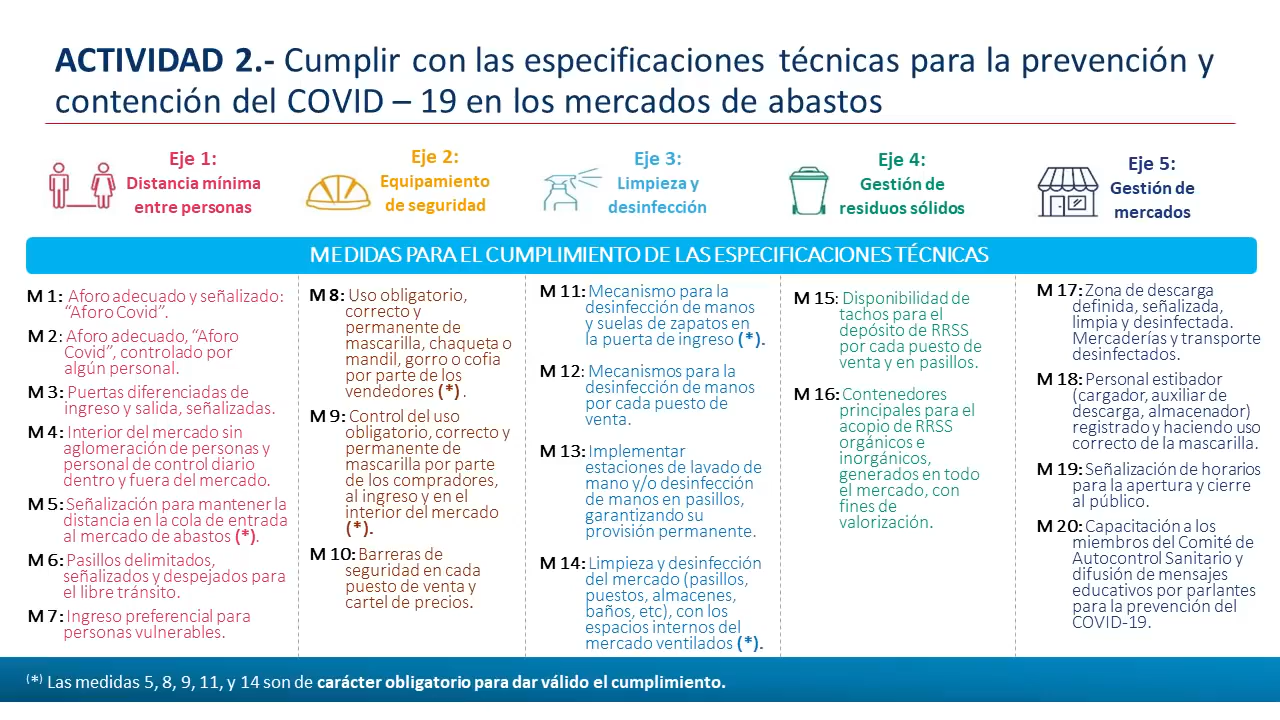 ACTIVIDAD 2.- Cumplir con las especificaciones técnicas para la prevención y
contención del COVID – 19 en los mercados de abastos
Eje 1:
Distancia mínima
entre personas
Eje 2:
Equipamiento
de seguridad
Eje 3:
Limpieza y
desinfección
Eje 4:
Gestión de
residuos sólidos
Eje 5:
Gestión de
mercados
MEDIDAS PARA EL CUMPLIMIENTO DE LAS ESPECIFICACIONES TÉCNICAS
M 1: Aforo adecuado y señalizado:
“Aforo Covid”.
M 2: Aforo adecuado, “Aforo
Covid”, controlado por
algún personal.
M 3: Puertas diferenciadas de
ingreso y salida, señalizadas.
M 4: Interior del mercado sin
aglomeración de personas y
personal de control diario
dentro y fuera del mercado.
M 5: Señalización para mantener la
distancia en la cola de entrada
al mercado de abastos (*).
M 6: Pasillos delimitados,
señalizados y despejados para
el libre tránsito.
M 7: Ingreso preferencial para
personas vulnerables.
M 8: Uso obligatorio,
correcto y
permanente de
mascarilla, chaqueta o
mandil, gorro o cofia
por parte de los
vendedores (*) .
M 9: Control del uso
obligatorio, correcto y
permanente de
mascarilla por parte
de los compradores,
al ingreso y en el
interior del mercado
(*).
M 10: Barreras de
seguridad en cada
puesto de venta y
cartel de precios.
M 11: Mecanismo para la
desinfección de manos
y suelas de zapatos en
la puerta de ingreso (*).
M 12: Mecanismos para la
desinfección de manos
por cada puesto de
venta.
M 13: Implementar
estaciones de lavado de
mano y/o desinfección
de manos en pasillos,
garantizando su
provisión permanente.
M 14: Limpieza y desinfección
del mercado (pasillos,
puestos, almacenes,
baños, etc), con los
espacios internos del
mercado ventilados (*).
M 15: Disponibilidad de
tachos para el
depósito de RRSS
por cada puesto de
venta y en pasillos.
M 16: Contenedores
principales para el
acopio de RRSS
orgánicos e
inorgánicos,
generados en todo
el mercado, con
fines de
valorización.
M 17: Zona de descarga
definida, señalizada,
limpia y desinfectada.
Mercaderías y transporte
desinfectados.
M 18: Personal estibador
(cargador, auxiliar de
descarga, almacenador)
registrado y haciendo uso
correcto de la mascarilla.
M 19: Señalización de horarios
para la apertura y cierre
al público.
M 20: Capacitación a los
miembros del Comité de
Autocontrol Sanitario y
difusión de mensajes
educativos por parlantes
para la prevención del
COVID-19.
(*) Las medidas 5, 8, 9, 11, y 14 son de carácter obligatorio para dar válido el cumplimiento.